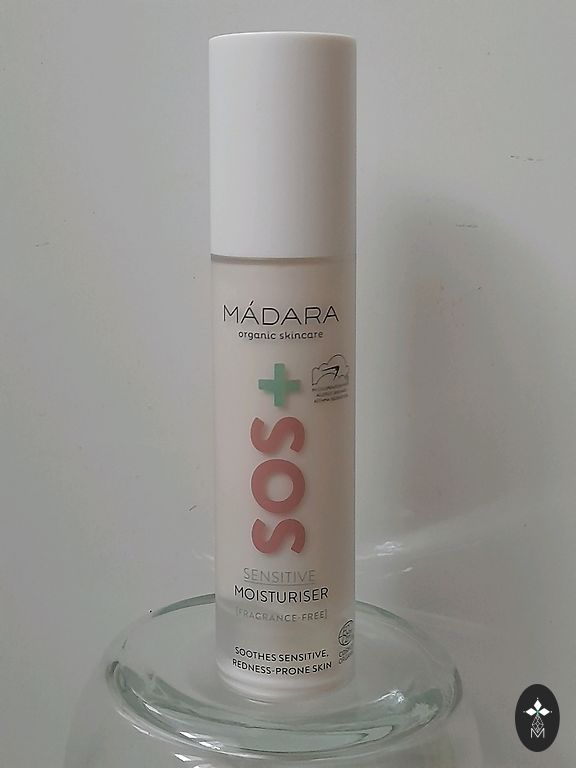 MÁDARA
organic skincare
SOS+
SENSITIVE
MOISTURISER
[FRAGRANCE-FREE]
SOOTHES SENSITIVE,
REDNESS-PRONE SKIN